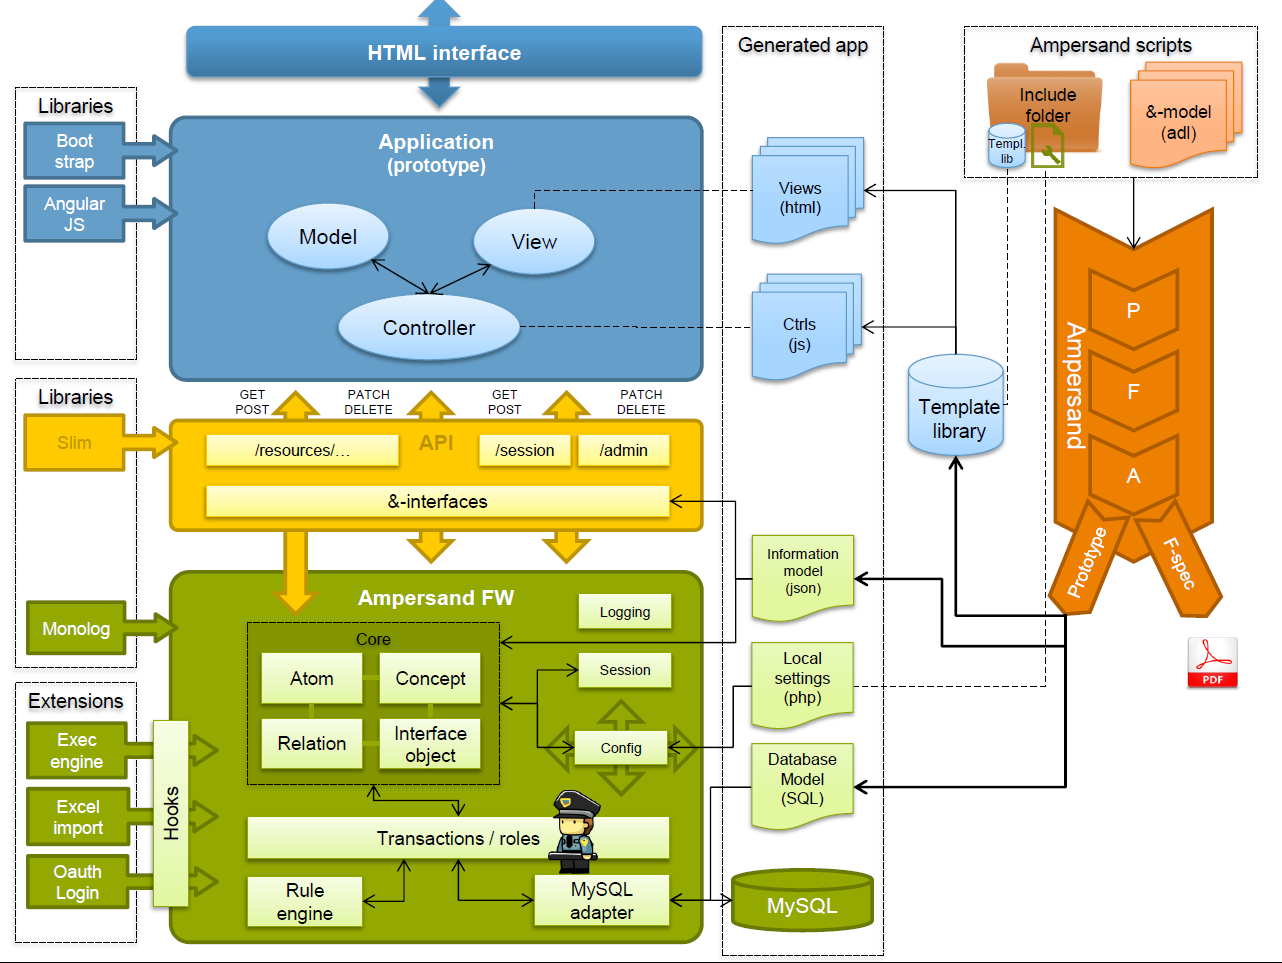 HTML interface
Generated app
Ampersand scripts
Libraries
Boot
strap
Angular
JS
Application
(prototype)
Model
View
Controller
Views
(html)
Ctrls
(js)
Include
folder
Templ.
lib
&-model
(adl)
Ampersand
P
F
A
Prototype
F-spec
PDF
Template
library
Libraries
Slim
GET
POST
PATCH
DELETE
GET
POST
PATCH
DELETE
API
/resources/...
/session
/admin
&-interfaces
Information
model
(json)
Local
settings
(php)
Database
Model
(SQL)
MySQL
Monolog
Ampersand FW
Logging
Core
Atom
Concept
Relation
Interface
object
Session
Config
Extensions
Exec
engine
Excel
import
Oauth
Login
Hooks
Transactions / roles
Rule
engine
MySQL
adapter